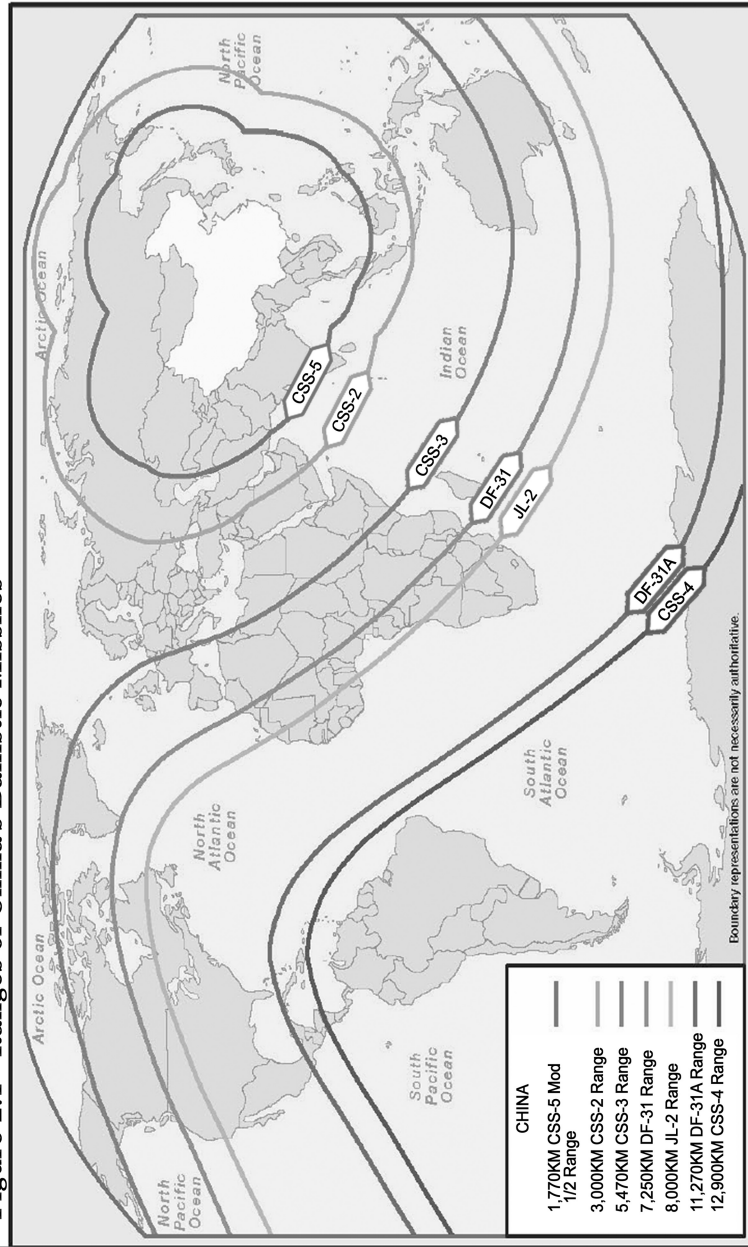 Figure Ranges of China's Ballistic Missiles
Arctic Ocean
Arctic Ocean
North
Pacific
Ocean
North
Pacific
Ocean
North
Atlantic
Ocean
Indian
Ocean
South
Pacific
Ocean
South
Atlantic
Ocean
CSS-5
CSS-2
CSS-3
DF-31
JL-2
DF-31A
CSS-4
CHINA
1,770KM CSS-5 Mod
1/2 Range
3,000KM CSS-2 Range
5,470KM CSS-3 Range
7,250KM DF-31 Range
8,000KM JL-2 Range
11,270KM DF-31A Range
12,900KM CSS-4 Range
Boundary representations are not necessarily authoritative.